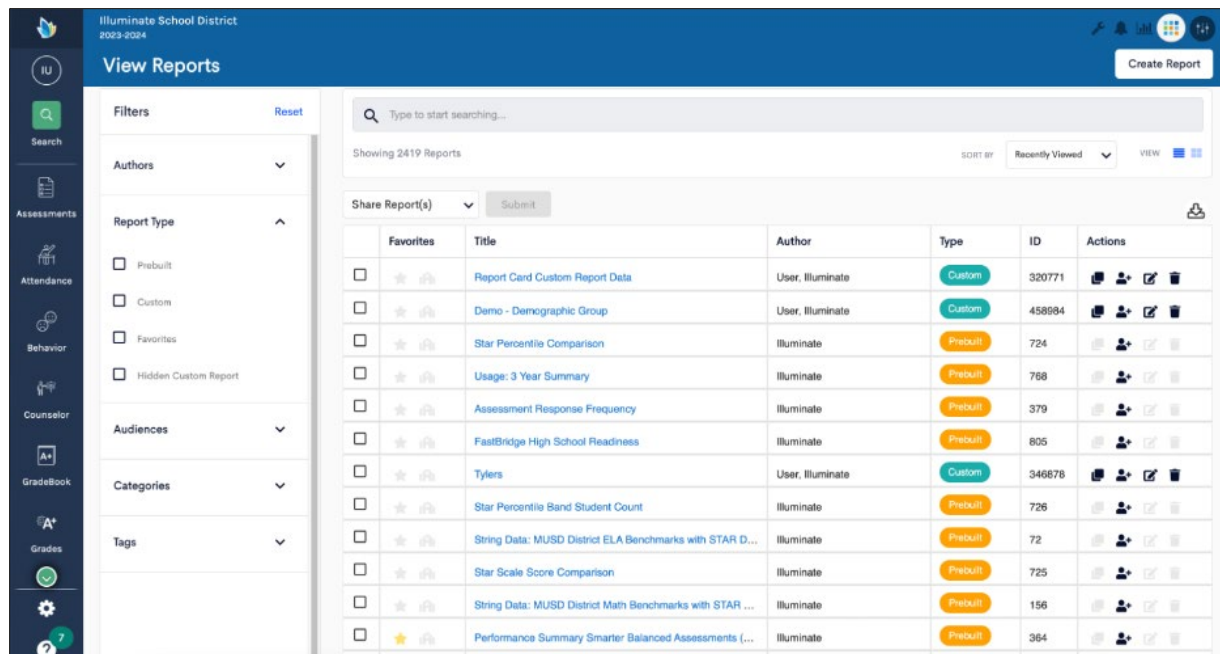 Illuminate School District
2023-2024
View Reports
Create Report
IU
Search
Assessments
Attendance
Behavior
Counselor
A+
GradeBook
A+
Grades
7
?
Filters Reset
Authors
Report Type
Prebuilt
Custom
Favorites
Hidden Custom Report
Audiences
Categories
Tags
Type to start searching...
Showing 2419 Reports SORT BY Recently Viewed VIEW
Share Report(s) Submit
Favorites Title Author Type ID Actions
Report Card Custom Report Data User, Illuminate Custom 320771
Demo - Demographic Group User, Illuminate Custom 458984
Star Percentile Comparison Illuminate Prebuilt 724
Usage: 3 Year Summary Illuminate Prebuilt 768
Assessment Response Frequency Illuminate Prebuilt 379
FastBridge High School Readiness Illuminate Prebuilt 805
Tylers User, Illuminate Custom 346878
Star Percentile Band Student Count Illuminate Prebuilt 726
String Data: MUSD District ELA Benchmarks with STAR D... Illuminate Prebuilt 72
Star Scale Score Comparison Illuminate Prebuilt 725
String Data: MUSD District Math Benchmarks with STAR ... Illuminate Prebuilt 156
Performance Summary Smarter Balanced Assessments (... Illuminate Prebuilt 364